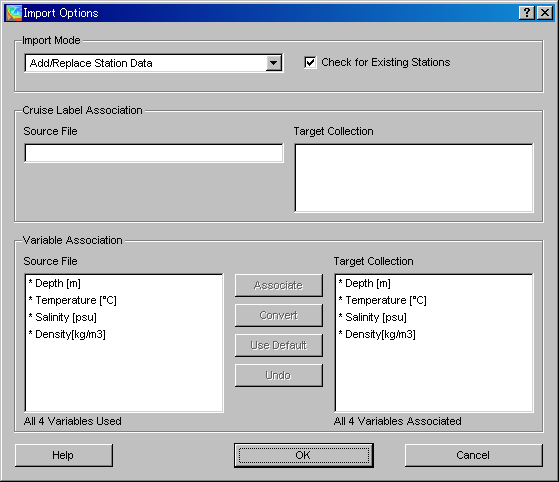 Import Options
Import Mode
Add/Replace Station Data
Check for Existing Stations
Cruise Label Association
Source File
Target Collection
Variable Association
Source File
Target Collection
* Depth [m]
* Temperature [°C]
* Salinity [psu]
* Density[kg/m3]
Associate
Convert
Use Default
Undo
* Depth [m]
* Temperature [°C]
* Salinity [psu]
* Density[kg/m3]
All 4 Variables Used
All 4 Variables Associated
Help
OK
Cancel